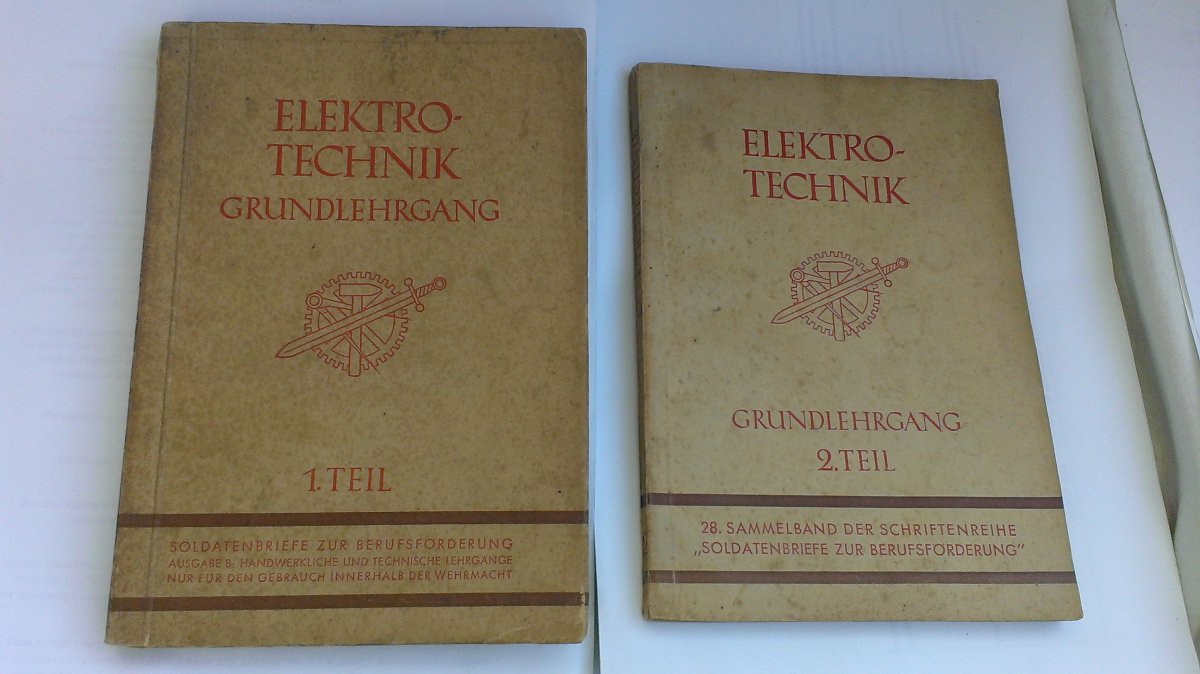 ELEKTRO-
TECHNIK
GRUNDLEHRGANG
1. TEIL
SOLDATENBRIEFE ZUR BERUFSFÖRDERUNG
AUSGABE B: HANDWERKLICHE UND TECHNISCHE LEHRGÄNGE
NUR FÜR DEN GEBRAUCH INNERHALB DER WEHRMACHT
ELEKTRO-
TECHNIK
GRUNDLEHRGANG
2. TEIL
28. SAMMELBAND DER SCHRIFTENREIHE
„SOLDATENBRIEFE ZUR BERUFSFÖRDERUNG"